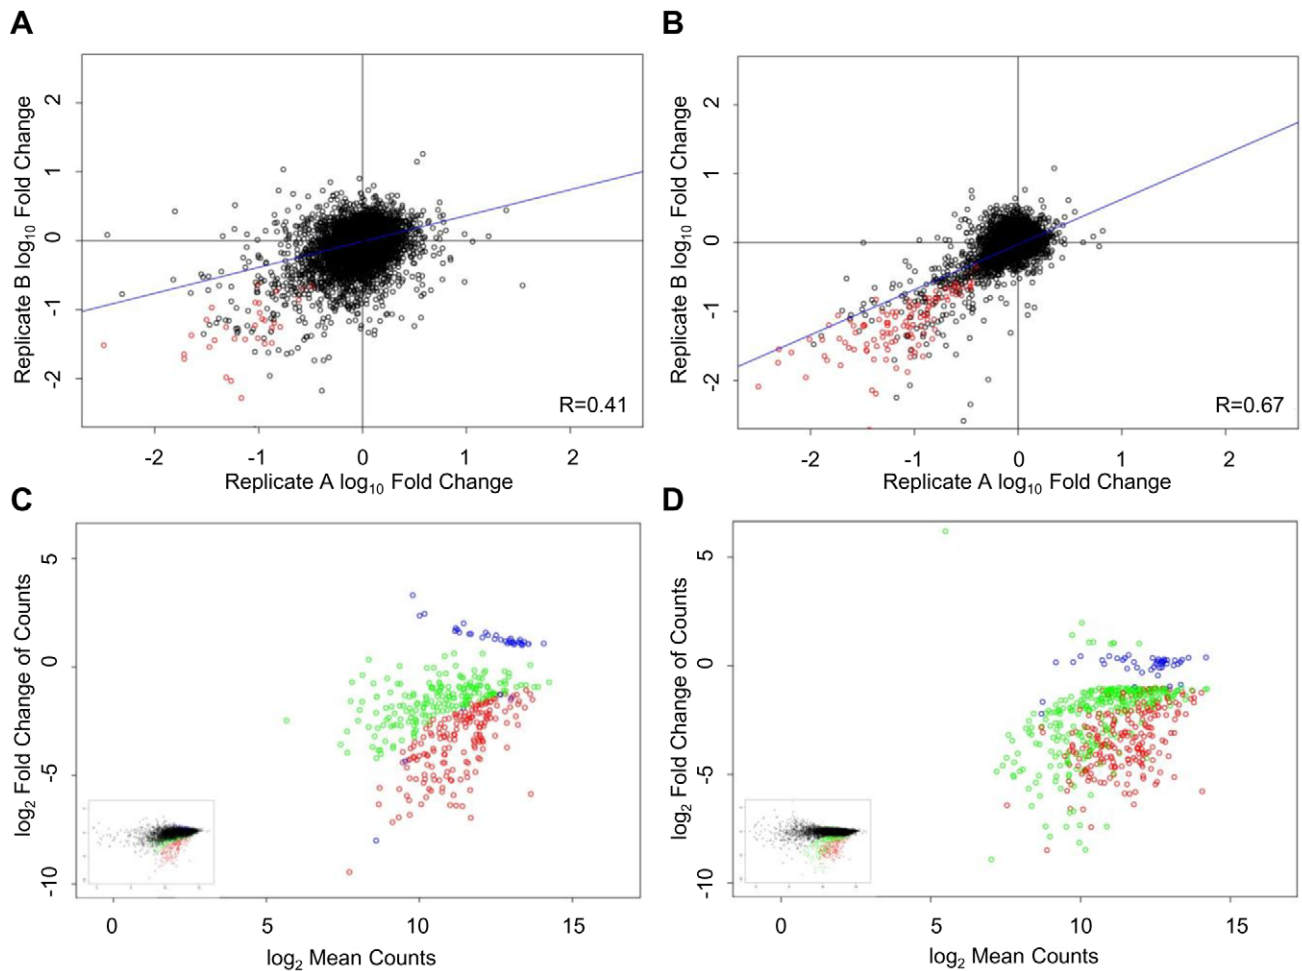 A
B
2
1
0
-1
-2
Replicate B log10 Fold Change
R=0.41
-2
-1
0
1
2
Replicate A log10 Fold Change
2
1
0
-1
-2
Replicate B log10 Fold Change
R=0.67
-2
-1
0
1
2
Replicate A log10 Fold Change
C
D
5
0
-5
-10
log2 Fold Change of Counts
0
5
10
15
log2 Mean Counts
5
0
-5
-10
log2 Fold Change of Counts
0
5
10
15
log2 Mean Counts